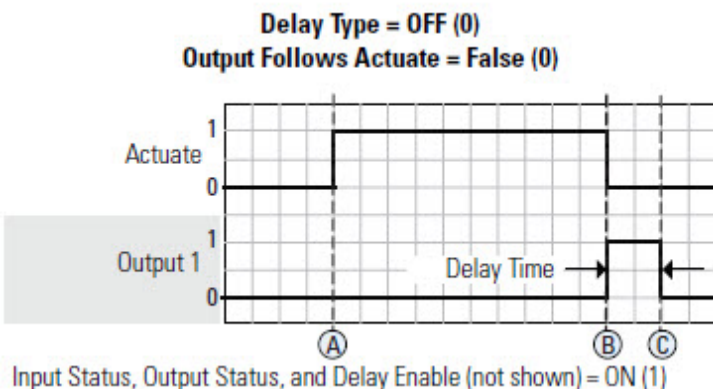 Delay Type = OFF (0)
Output Follows Actuate = False (0)
1
Actuate
0
1
Output 1
Delay Time
0
A B C
Input Status, Output Status, and Delay Enable (not shown) = ON (1)